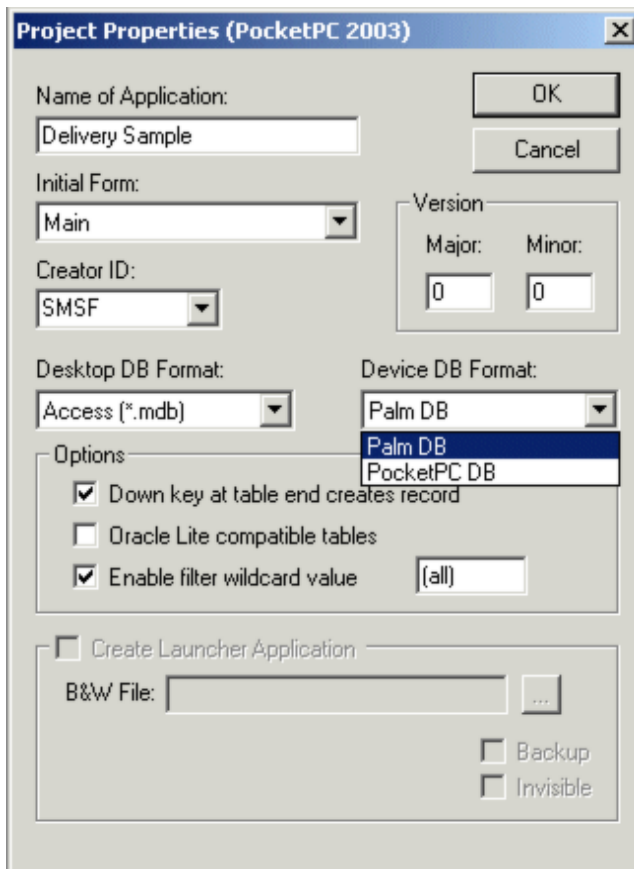 Project Properties (PocketPC 2003)
Name of Application:
OK
Delivery Sample
Cancel
Initial Form:
Main
Version
Major: Minor:
0 0
Creator ID:
SMSF
Desktop DB Format: Device DB Format:
Access (*.mdb) Palm DB
Palm DB
PocketPC DB
Options
Down key at table end creates record
Oracle Lite compatible tables
Enable filter wildcard value (all)
Create Launcher Application
B&W File: ...
Backup
Invisible